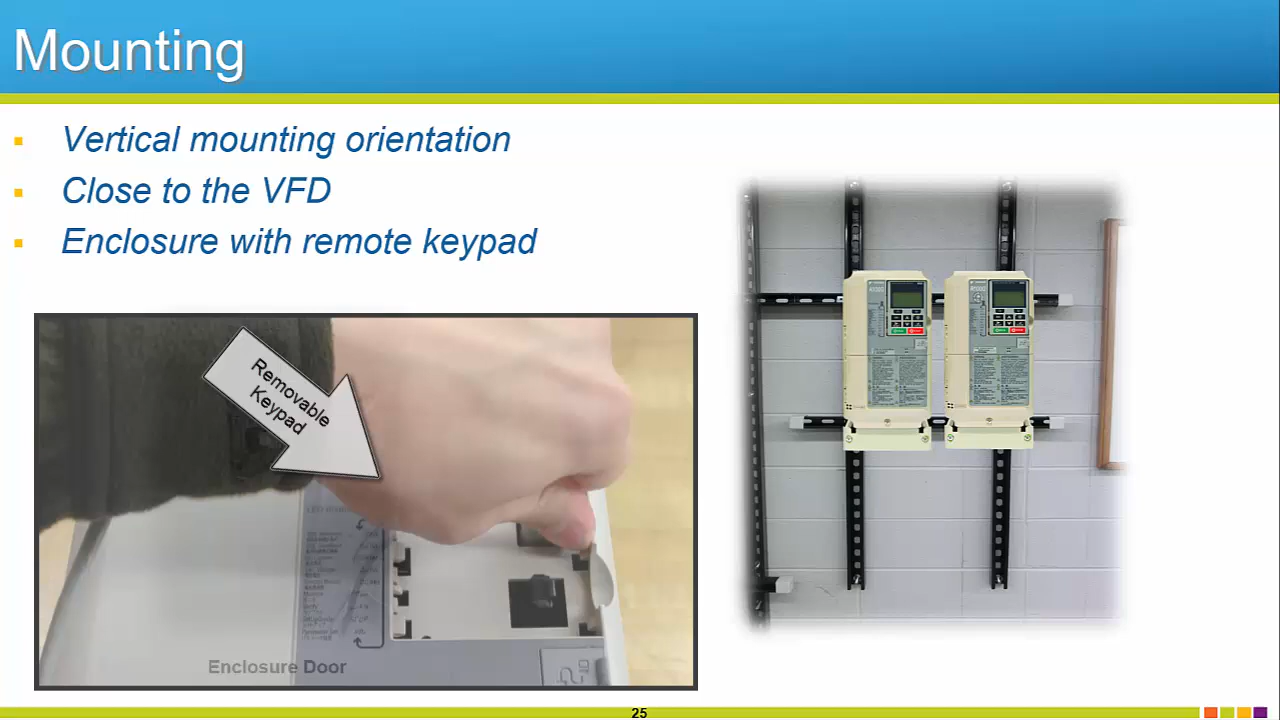 Mounting
Vertical mounting orientation
Close to the VFD
Enclosure with remote keypad
Removable
Keypad
Enclosure Door
25